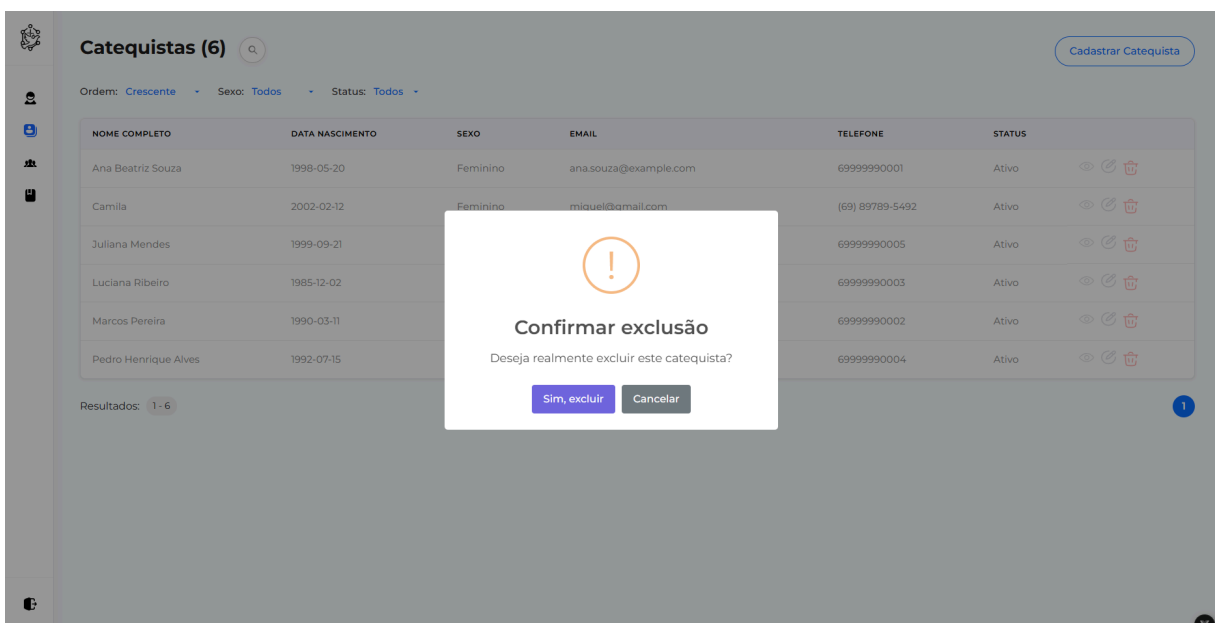 Catequistas (6)
Cadastrar Catequista
Ordem: Crescente Sexo: Todos Status: Todos
NOME COMPLETO DATA NASCIMENTO SEXO EMAIL TELEFONE STATUS
Ana Beatriz Souza 1998-05-20 Feminino ana.souza@example.com 69999990001 Ativo
Camila 2002-02-12 Feminino miguel@gmail.com (69) 89789-5492 Ativo
Juliana Mendes 1999-09-21 69999990005 Ativo
Luciana Ribeiro 1985-12-02 69999990003 Ativo
Marcos Pereira 1990-03-11 69999990002 Ativo
Pedro Henrique Alves 1992-07-15 69999990004 Ativo
Resultados: 1 - 6
1
!
Confirmar exclusão
Deseja realmente excluir este catequista?
Sim, excluir Cancelar